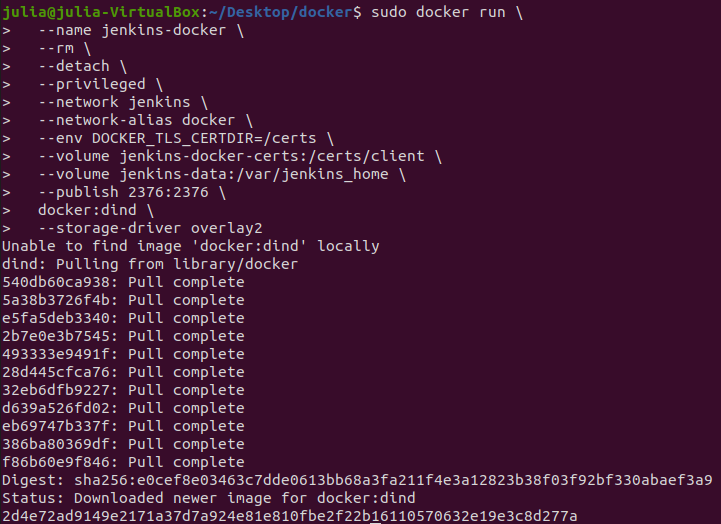 julia@julia-VirtualBox:~/Desktop/docker$ sudo docker run \
>   --name jenkins-docker \
>   --rm \
>   --detach \
>   --privileged \
>   --network jenkins \
>   --network-alias docker \
>   --env DOCKER_TLS_CERTDIR=/certs \
>   --volume jenkins-docker-certs:/certs/client \
>   --volume jenkins-data:/var/jenkins_home \
>   --publish 2376:2376 \
>   docker:dind \
>   --storage-driver overlay2
Unable to find image 'docker:dind' locally
dind: Pulling from library/docker
540db60ca938: Pull complete
5a38b3726f4b: Pull complete
e5fa5deb3340: Pull complete
2b7e0e3b7545: Pull complete
493333e9491f: Pull complete
28d445cfca76: Pull complete
32eb6dfb9227: Pull complete
d639a526fd02: Pull complete
eb69747b337f: Pull complete
386ba80369df: Pull complete
f86b60e9f846: Pull complete
Digest: sha256:e0cef8e03463c7dde0613bb68a3fa211f4e3a12823b38f03f92bf330abaef3a9
Status: Downloaded newer image for docker:dind
2d4e72ad9149e2171a37d7a924e81e810fbe2f22b16110570632e19e3c8d277a